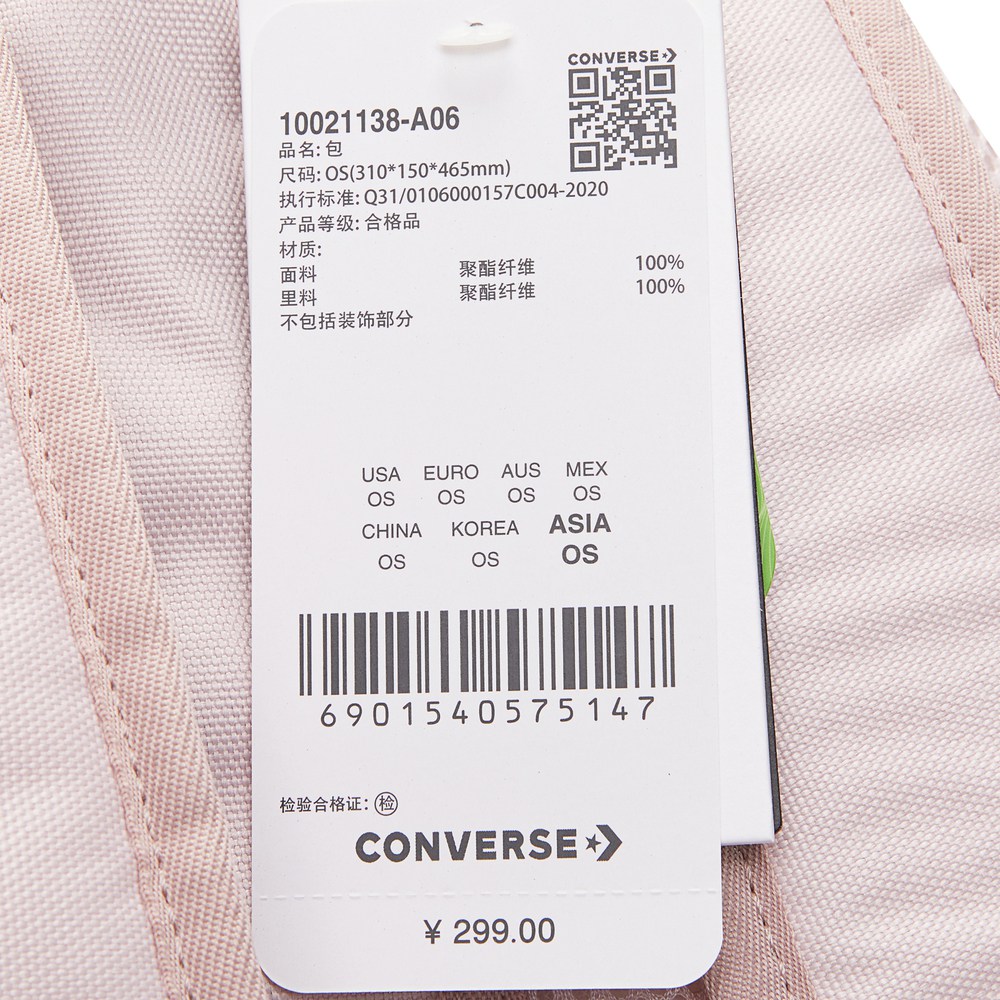 CONVERSE
10021138-A06
品名: 包
尺码: OS(310*150*465mm)
执行标准: Q31/0106000157C004-2020
产品等级: 合格品
材质:
面料 聚酯纤维 100%
里料 聚酯纤维 100%
不包括装饰部分
USA EURO AUS MEX
OS OS OS OS
CHINA KOREA ASIA
OS OS OS
6901540575147
检验合格证: 检
CONVERSE
¥ 299.00